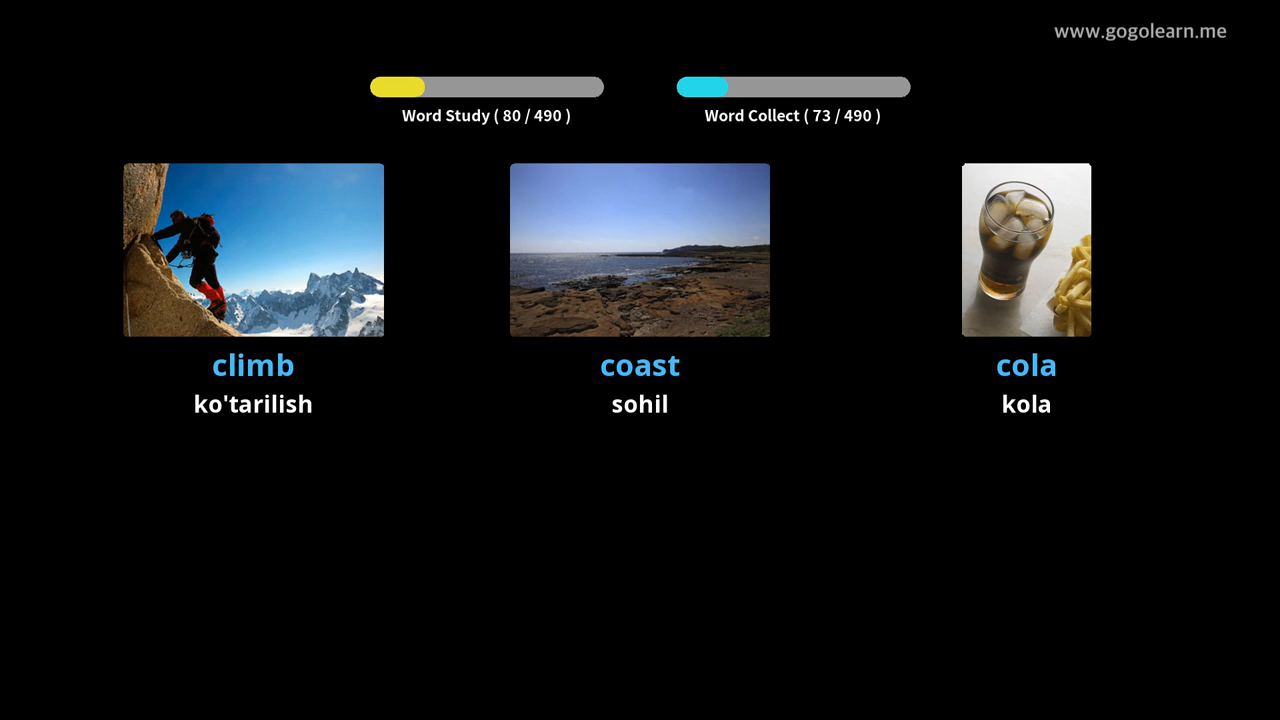 www.gogolearn.me
Word Study ( 80 / 490 )
Word Collect ( 73 / 490 )
climb
coast
cola
ko'tarilish
sohil
kola